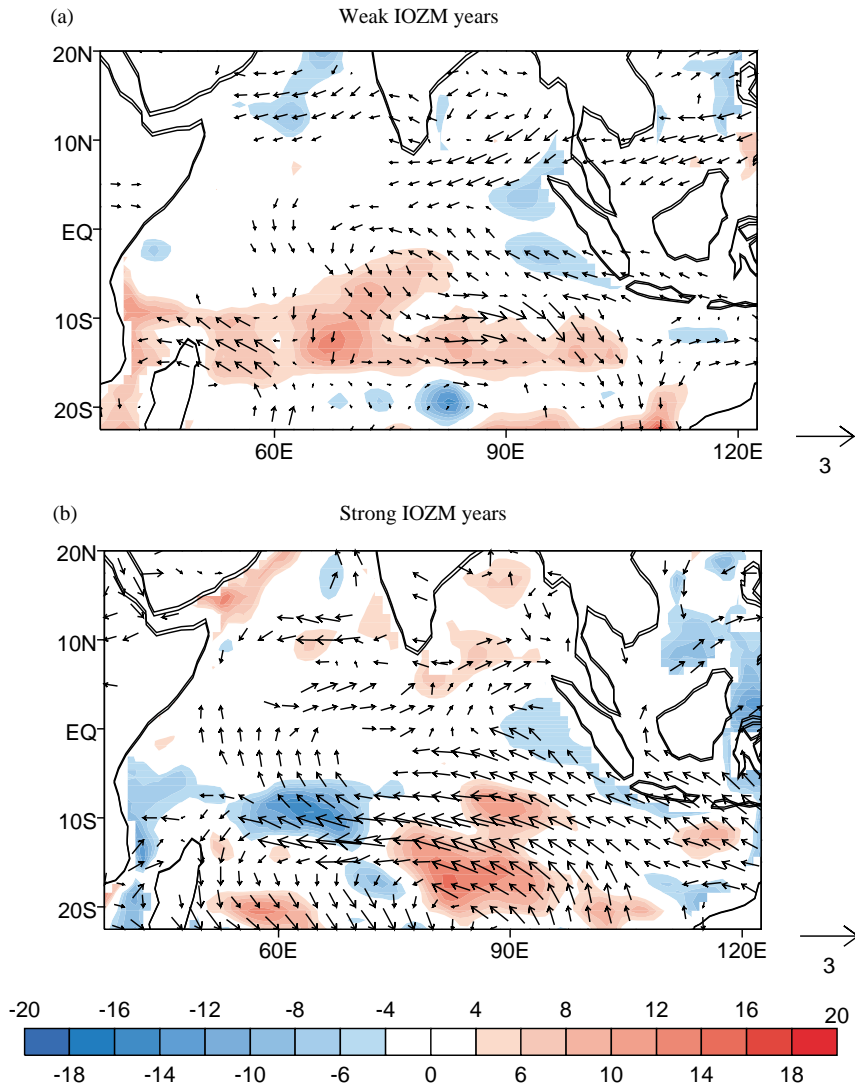 (a) Weak IOZM years
20N
10N
EQ
10S
20S
60E 90E 120E
3
(b) Strong IOZM years
20N
10N
EQ
10S
20S
60E 90E 120E
3
-20 -16 -12 -8 -4 4 8 12 16 20
-18 -14 -10 -6 0 6 10 14 18